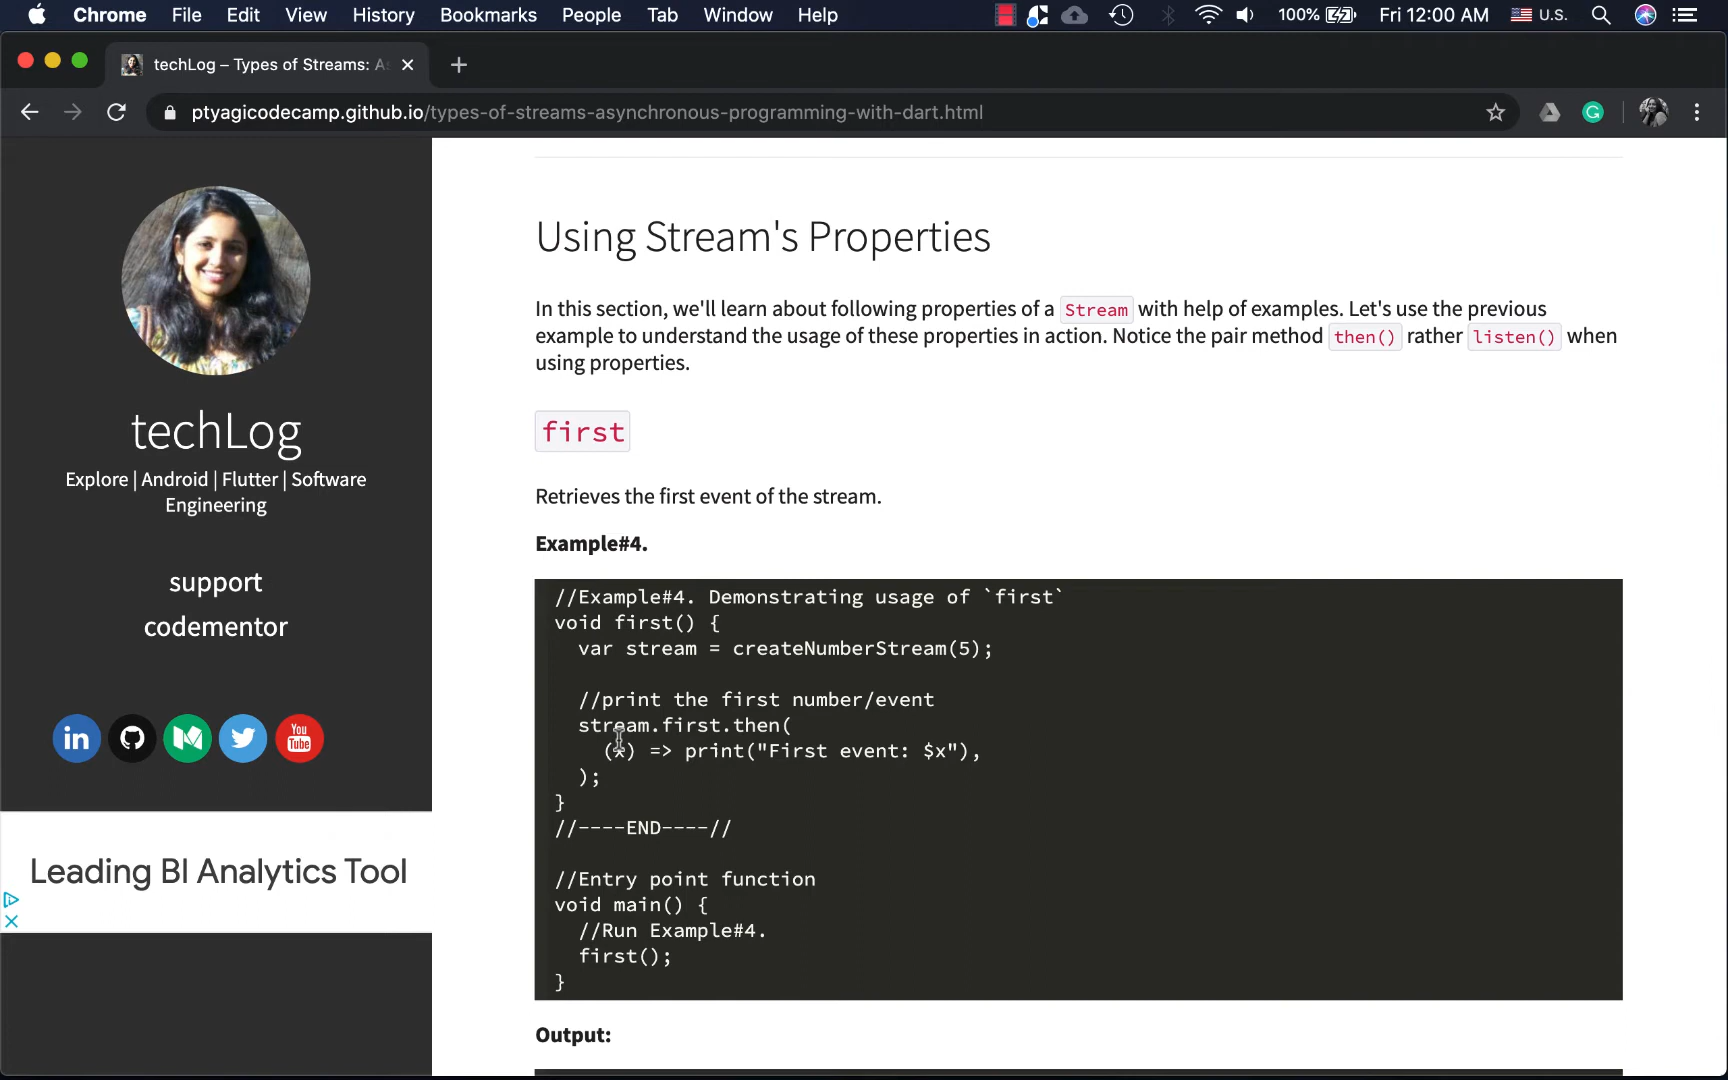 Chrome File Edit View History Bookmarks People Tab Window Help 100% Fri 12:00 AM U.S.
techLog – Types of Streams: As
ptyagicodecamp.github.io/types-of-streams-asynchronous-programming-with-dart.html
techLog
Explore | Android | Flutter | Software
Engineering
support
codementor
in
You
Tube
Leading BI Analytics Tool
Using Stream's Properties
In this section, we'll learn about following properties of a Stream with help of examples. Let's use the previous
example to understand the usage of these properties in action. Notice the pair method then() rather listen() when
using properties.
first
Retrieves the first event of the stream.
Example#4.
//Example#4. Demonstrating usage of `first`
void first() {
var stream = createNumberStream(5);
//print the first number/event
stream.first.then(
(x) => print("First event: $x"),
);
}
//----END----//
//Entry point function
void main() {
//Run Example#4.
first();
}
Output: